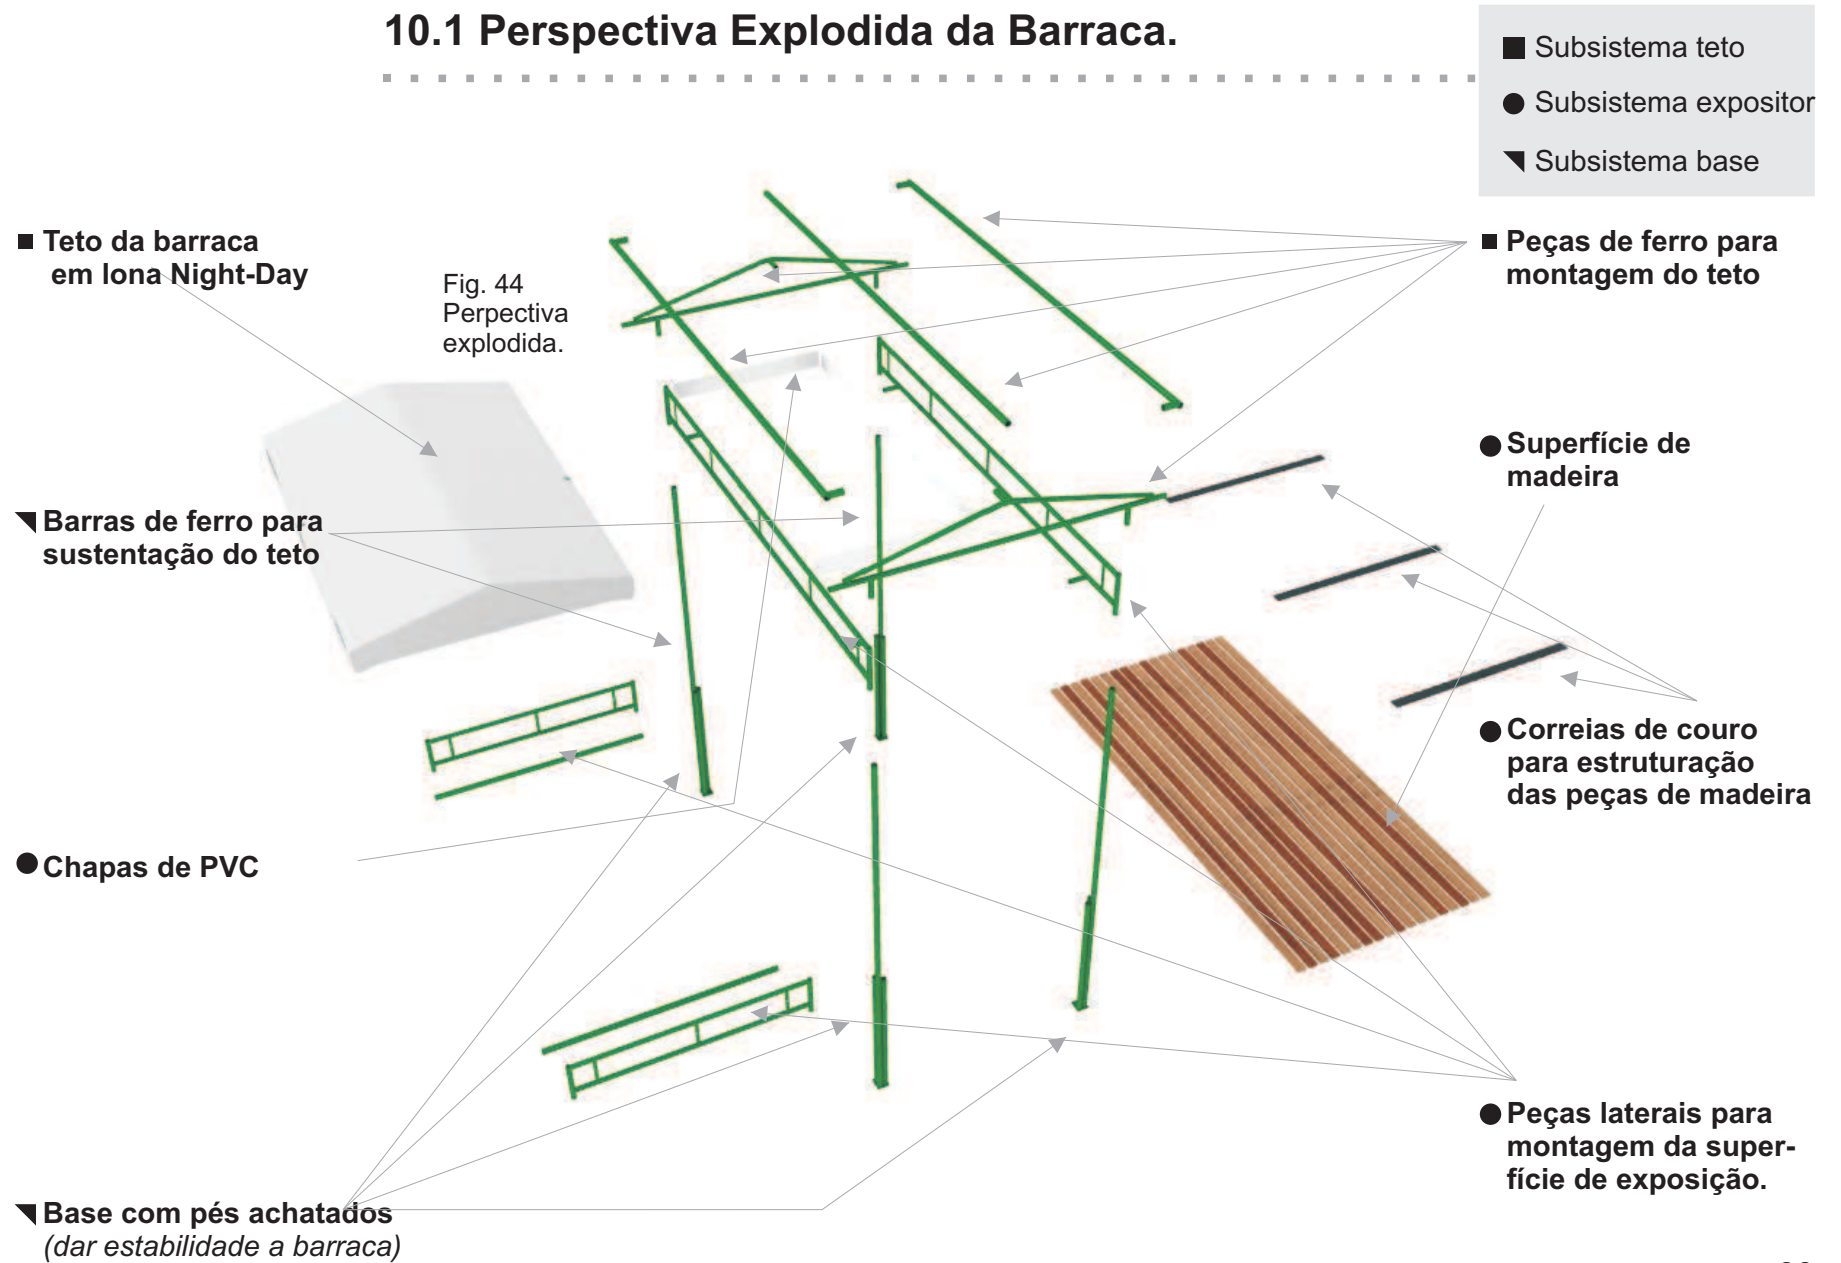 10.1 Perspectiva Explodida da Barraca.
Subsistema teto
Subsistema expositor
Subsistema base
Teto da barraca
em lona Night-Day
Fig. 44
Perpectiva
explodida.
Peças de ferro para
montagem do teto
Superfície de
madeira
Barras de ferro para
sustentação do teto
Correias de couro
para estruturação
das peças de madeira
Chapas de PVC
Peças laterais para
montagem da super-
fície de exposição.
Base com pés achatados
(dar estabilidade a barraca)